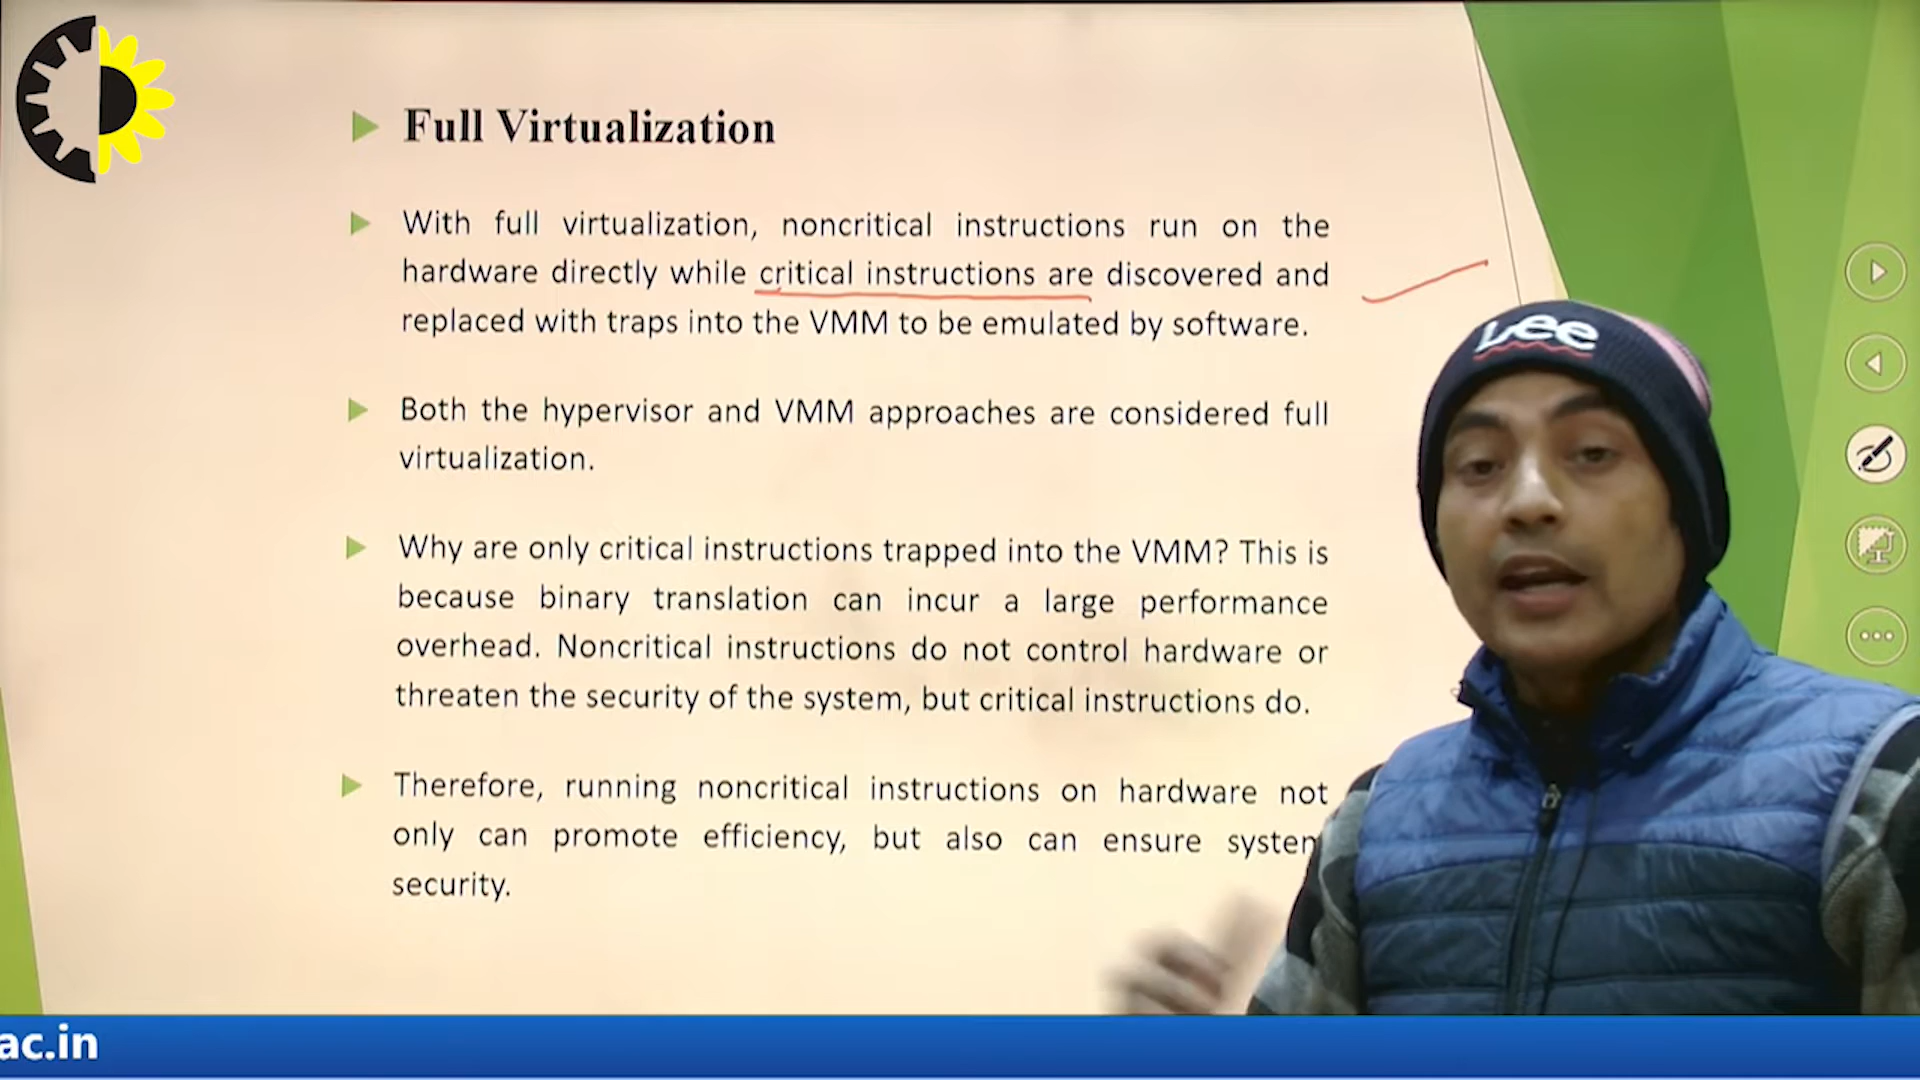 Full Virtualization
With full virtualization, noncritical instructions run on the
hardware directly while critical instructions are discovered and
replaced with traps into the VMM to be emulated by software.
Both the hypervisor and VMM approaches are considered full
virtualization.
Why are only critical instructions trapped into the VMM? This is
because binary translation can incur a large performance
overhead. Noncritical instructions do not control hardware or
threaten the security of the system, but critical instructions do.
Therefore, running noncritical instructions on hardware not
only can promote efficiency, but also can ensure system
security.
Lee
ac.in